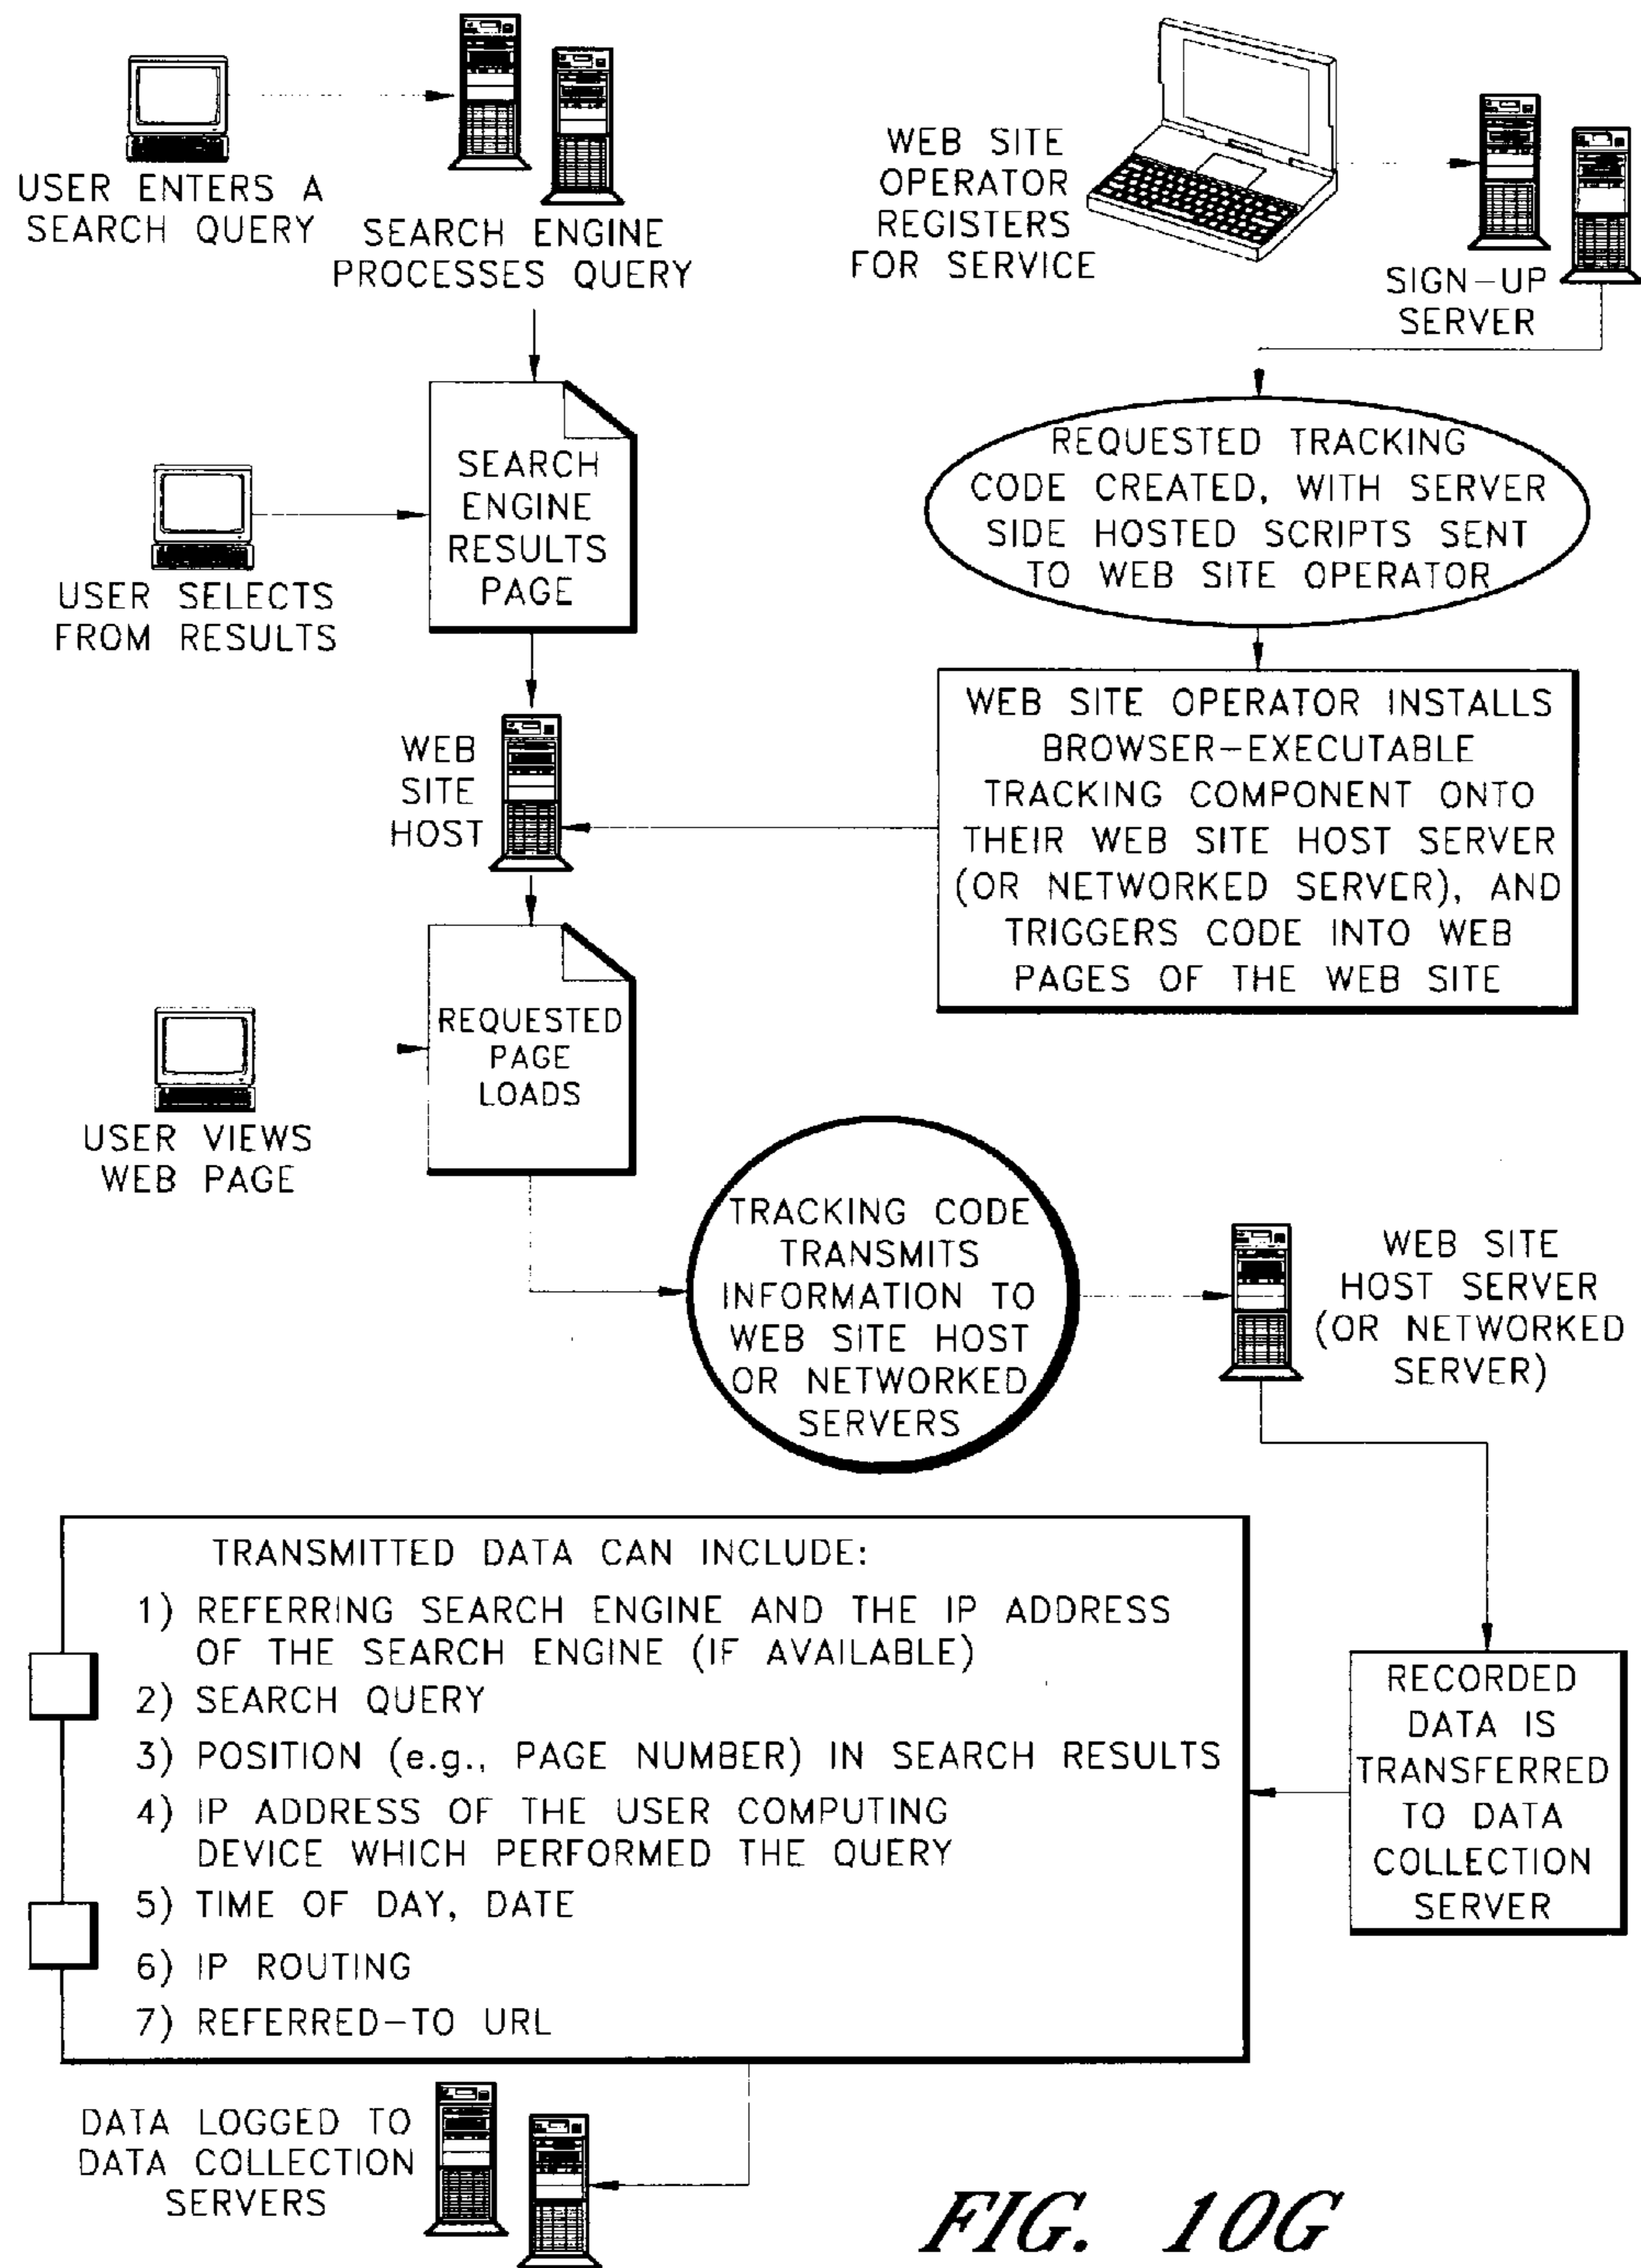 USER ENTERS A
SEARCH QUERY
SEARCH ENGINE
PROCESSES QUERY
WEB SITE
OPERATOR
REGISTERS
FOR SERVICE
SIGN-UP
SERVER
SEARCH
ENGINE
RESULTS
PAGE
USER SELECTS
FROM RESULTS
REQUESTED TRACKING
CODE CREATED, WITH SERVER
SIDE HOSTED SCRIPTS SENT
TO WEB SITE OPERATOR
WEB
SITE
HOST
WEB SITE OPERATOR INSTALLS
BROWSER-EXECUTABLE
TRACKING COMPONENT ONTO
THEIR WEB SITE HOST SERVER
(OR NETWORKED SERVER), AND
TRIGGERS CODE INTO WEB
PAGES OF THE WEB SITE
REQUESTED
PAGE
LOADS
USER VIEWS
WEB PAGE
TRACKING CODE
TRANSMITS
INFORMATION TO
WEB SITE HOST
OR NETWORKED
SERVERS
WEB SITE
HOST SERVER
(OR NETWORKED
SERVER)
RECORDED
DATA IS
TRANSFERRED
TO DATA
COLLECTION
SERVER
TRANSMITTED DATA CAN INCLUDE:
1) REFERRING SEARCH ENGINE AND THE IP ADDRESS
OF THE SEARCH ENGINE (IF AVAILABLE)
2) SEARCH QUERY
3) POSITION (e.g., PAGE NUMBER) IN SEARCH RESULTS
4) IP ADDRESS OF THE USER COMPUTING
DEVICE WHICH PERFORMED THE QUERY
5) TIME OF DAY, DATE
6) IP ROUTING
7) REFERRED-TO URL
DATA LOGGED TO
DATA COLLECTION
SERVERS
FIG. 10G